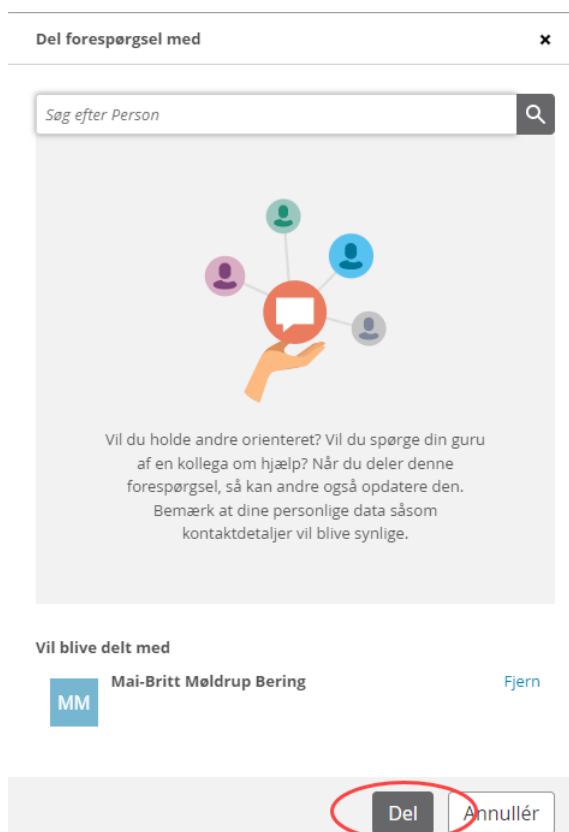 Del forespørgsel med
Søg efter Person
Vil du holde andre orienteret? Vil du spørge din guru
af en kollega om hjælp? Når du deler denne
forespørgsel, så kan andre også opdatere den.
Bemærk at dine personlige data såsom
kontaktdetaljer vil blive synlige.
Vil blive delt med
Mai-Britt Møldrup Bering Fjern
MM
Del Annullér